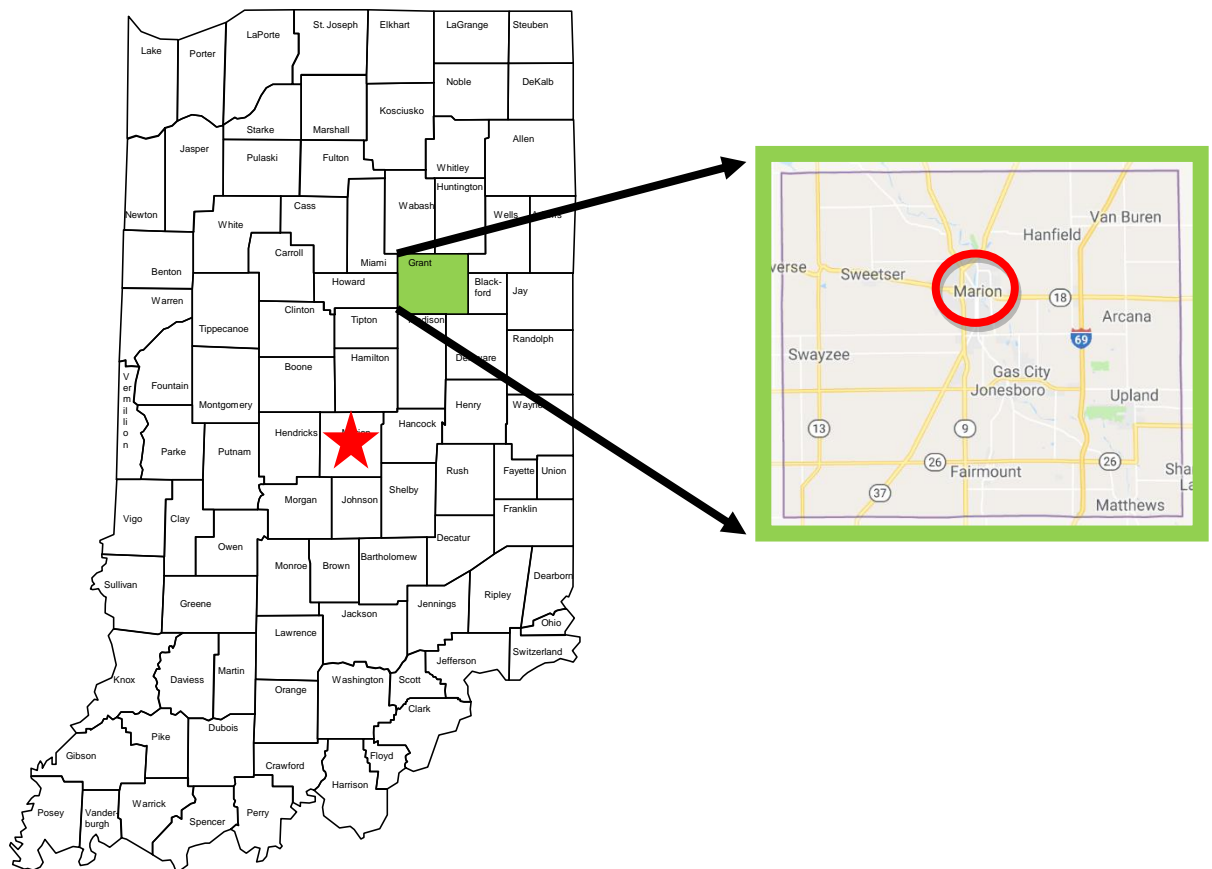 St. Joseph
Elkhart
LaGrange
Steuben
LaPorte
Lake
Porter
Noble
DeKalb
Kosciusko
Starke
Marshall
Allen
Jasper
Pulaski
Fulton
Whitley
Huntington
Cass
Wabash
Newton
White
Wells
Carroll
Miami
Grant
Benton
Howard
Black-
ford
Jay
Warren
Clinton
Tipton
Tippecanoe
Randolph
Hamilton
Boone
Fountain
V
er
m
illi
o
n
Montgomery
Henry
Hancock
Hendricks
Parke
Putnam
Rush
Fayette
Union
Morgan
Johnson
Shelby
Franklin
Vigo
Clay
Owen
Decatur
Monroe
Brown
Bartholomew
Sullivan
Dearborn
Greene
Ripley
Jennings
Jackson
Ohio
Lawrence
Switzerland
Jefferson
Martin
Knox
Daviess
Washington
Scott
Orange
Clark
Dubois
Pike
Gibson
Floyd
Crawford
Harrison
Posey
Vander-
burgh
Warrick
Spencer
Perry
Van Buren
Hanfield
verse
Sweetser
Marion
18
Arcana
69
Swayzee
Gas City
Jonesboro
Upland
13
9
26
Fairmount
26
Sha
La
37
Matthews